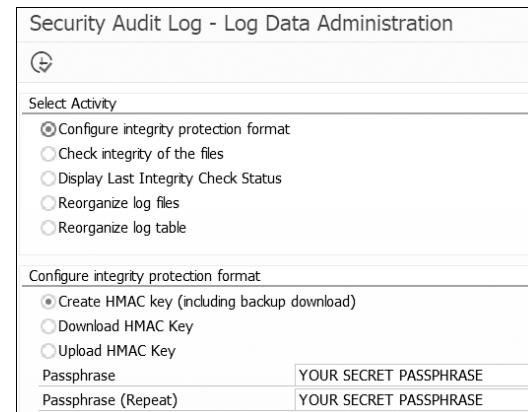 Security Audit Log - Log Data Administration
Select Activity
Configure integrity protection format
Check integrity of the files
Display Last Integrity Check Status
Reorganize log files
Reorganize log table
Configure integrity protection format
Create HMAC key (including backup download)
Download HMAC Key
Upload HMAC Key
Passphrase YOUR SECRET PASSPHRASE
Passphrase (Repeat) YOUR SECRET PASSPHRASE